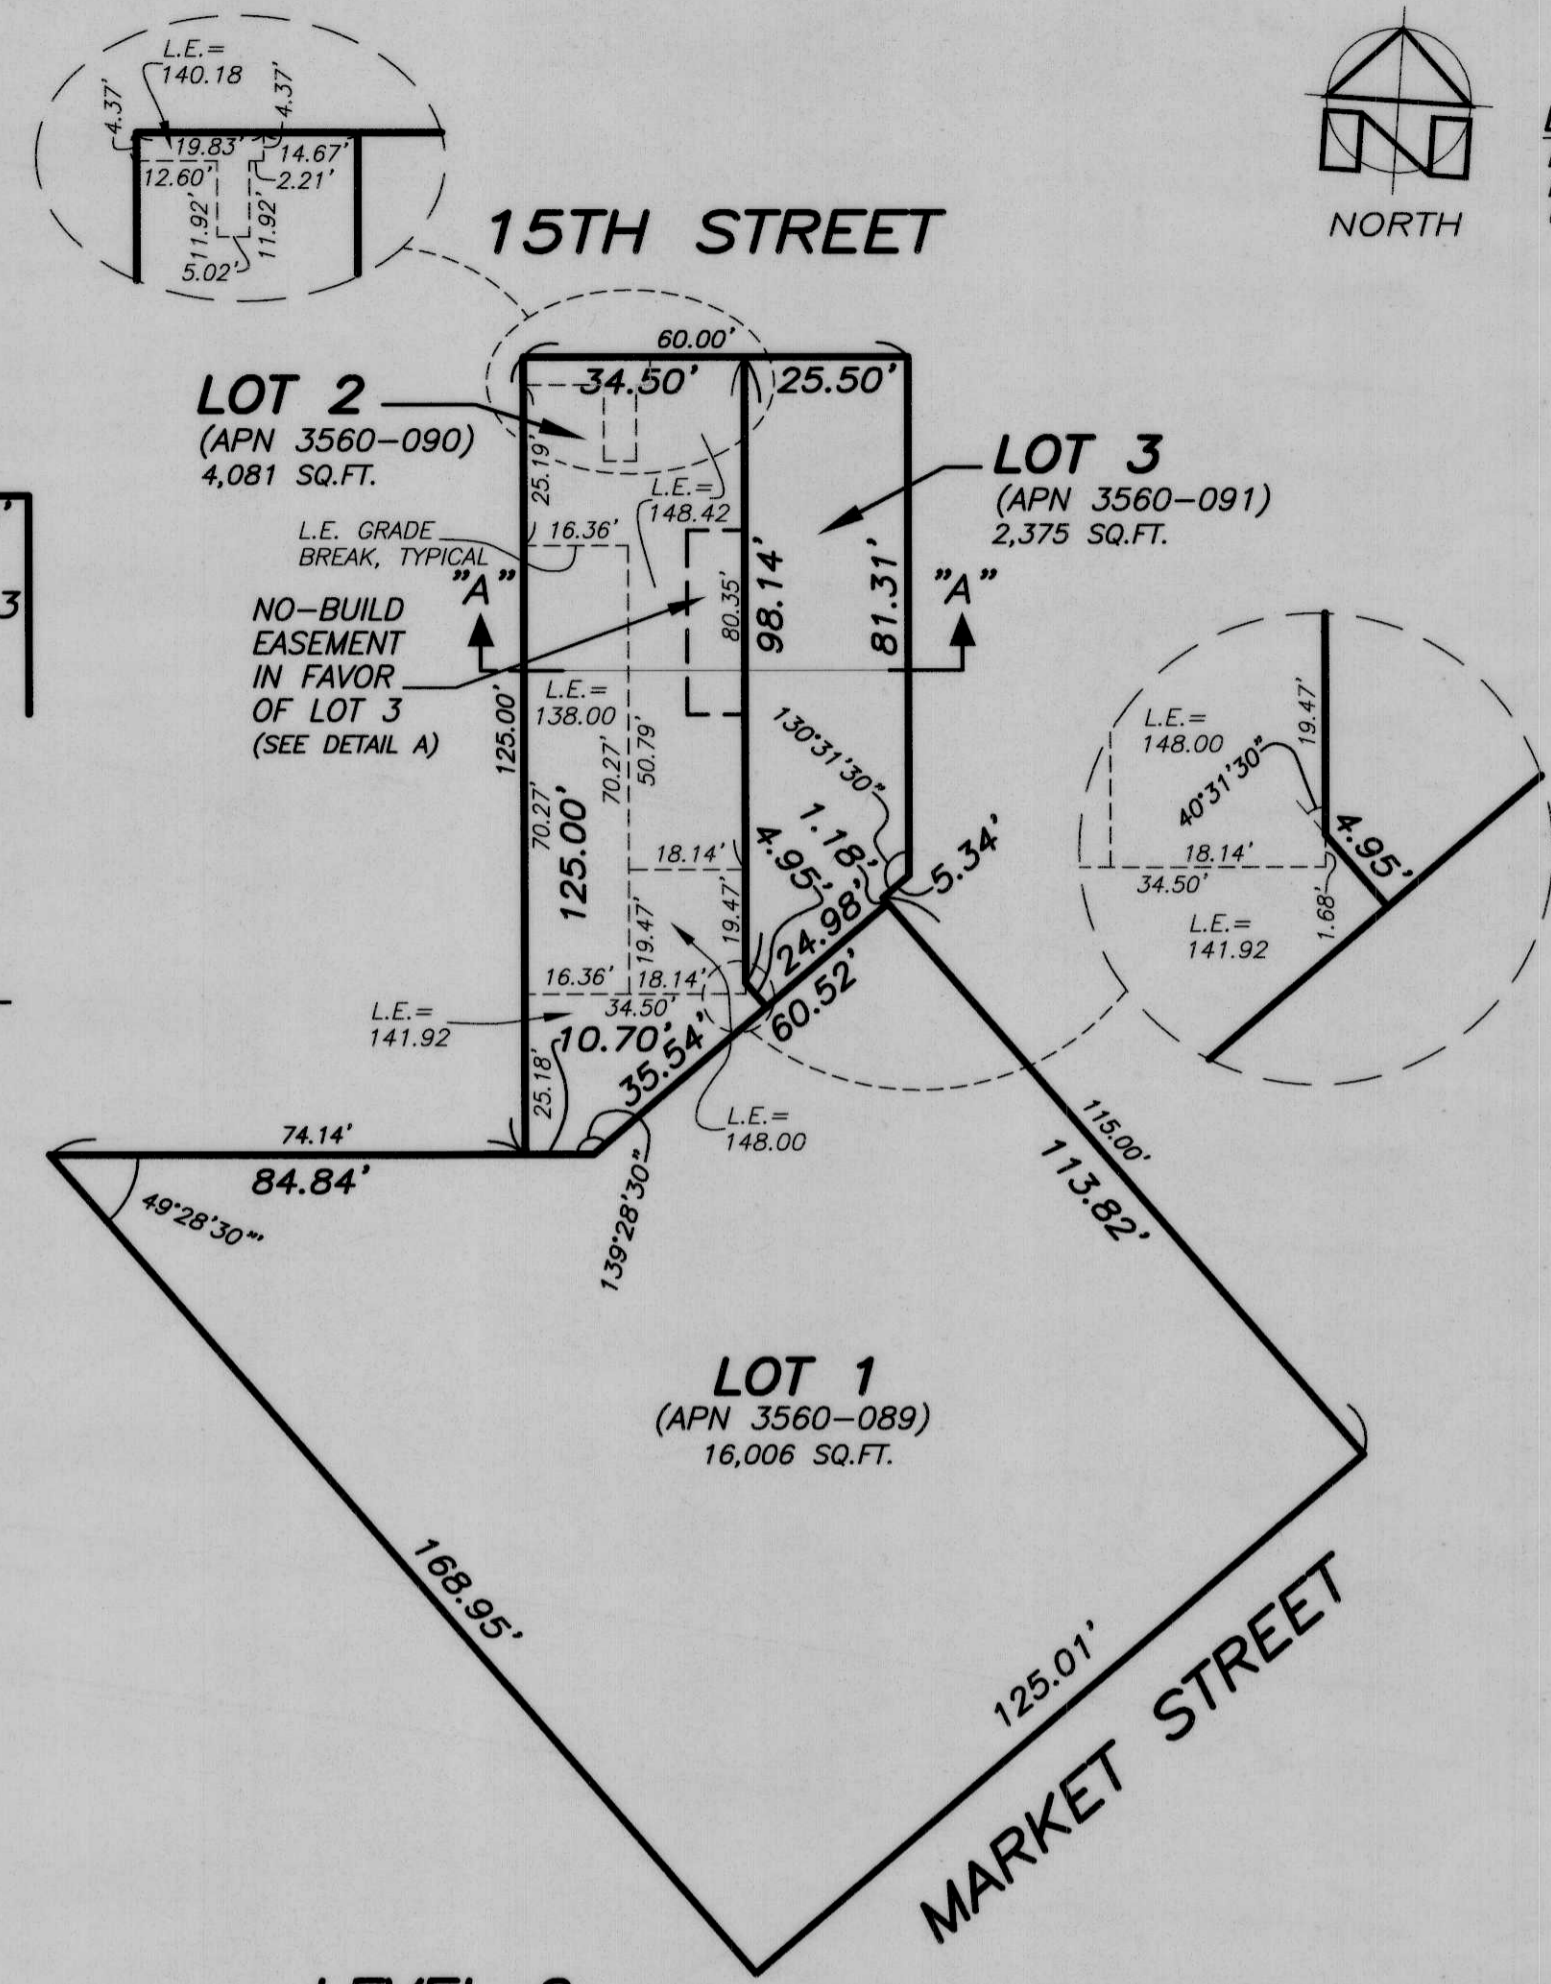 L.E.=
140.18
4.37'
4.37'
19.83'
14.67'
12.60'
2.21'
11.92'
11.92'
5.02'
NORTH
15TH STREET
60.00'
34.50'
25.50'
LOT 2
(APN 3560-090)
4,081 SQ.FT.
LOT 3
(APN 3560-091)
2,375 SQ.FT.
25.19'
L.E.=
148.42
L.E. GRADE
BREAK, TYPICAL
16.36'
3
"A"
"A"
NO-BUILD
EASEMENT
IN FAVOR
OF LOT 3
(SEE DETAIL A)
80.35'
98.14'
81.31'
L.E.=
138.00
125.00'
70.27'
50.79'
70.27'
125.00'
130°31'30"
1.18'
4.95'
5.34'
18.14'
24.98'
19.47'
19.47'
16.36'
18.14'
34.50'
60.52'
L.E.=
141.92
10.70'
35.54'
25.18'
L.E.=
148.00
L.E.=
148.00
19.47'
40°31'30"
4.95'
18.14'
34.50'
1.68'
L.E.=
141.92
74.14'
84.84'
49°28'30"'
139°28'30"
115.00'
113.82'
LOT 1
(APN 3560-089)
16,006 SQ.FT.
168.95'
125.01'
MARKET STREET